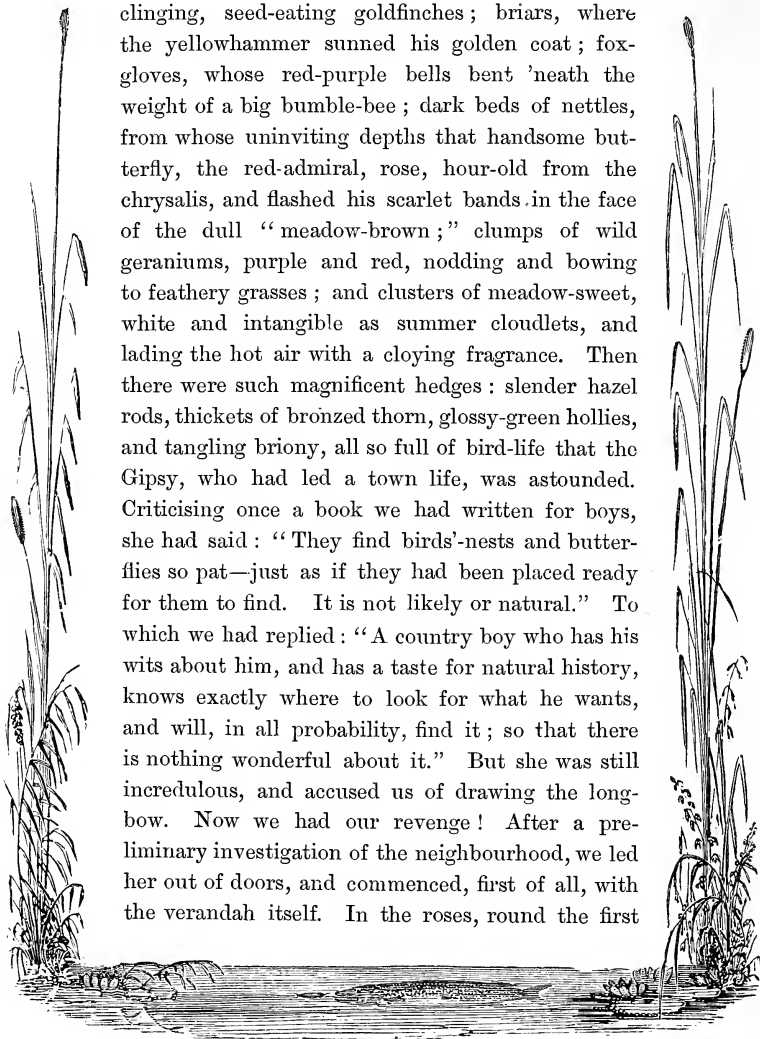 clinging, seed-eating goldfinches ; briars, where
the yellowhammer sunned his golden coat ; fox-
gloves, whose red-purple bells bent ’neath the
weight of a big bumble-bee ; dark beds of nettles,
from whose uninviting depths that handsome but-
terfly, the red-admiral, rose, hour-old from the
chrysalis, and flashed his scarlet bands in the face
of the dull “ meadow-brown ; ” clumps of wild
geraniums, purple and red, nodding and bowing
to feathery grasses ; and clusters of meadow-sweet,
white and intangible as summer cloudlets, and
lading the hot air with a cloying fragrance. Then
there were such magnificent hedges : slender hazel
rods, thickets of bronzed thorn, glossy-green hollies,
and tangling briony, all so full of bird-life that the
Gipsy, who had led a town life, was astounded.
Criticising once a book we had written for boys,
she had said : “ They find birds’-nests and butter-
flies so pat—just as if they had been placed ready
for them to find. It is not likely or natural.” To
which we had replied : “ A country boy who has his
wits about him, and has a taste for natural history,
knows exactly where to look for what he wants,
and will, in all probability, find it ; so that there
is nothing wonderful about it.” But she was still
incredulous, and accused us of drawing the long-
bow. Now we had our revenge ! After a pre-
liminary investigation of the neighbourhood, we led
her out of doors, and commenced, first of all, with
the verandah itself. In the roses, round the first